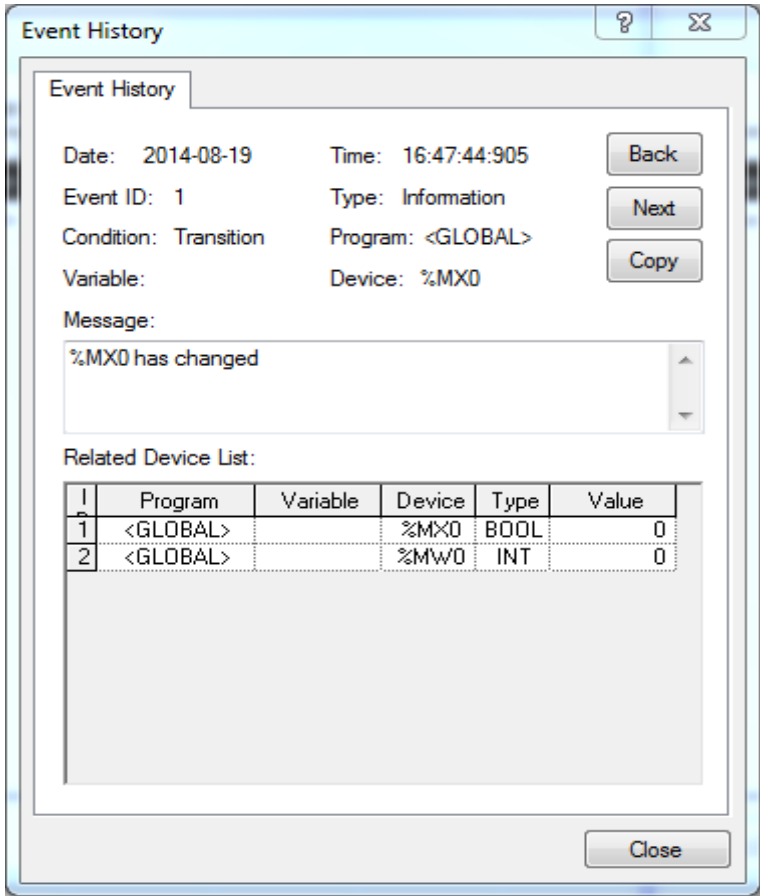 Event History
Event History
Date: 2014-08-19 Time: 16:47:44:905 Back
Event ID: 1 Type: Information Next
Condition: Transition Program: <GLOBAL> Copy
Variable: Device: %MX0
Message:
%MX0 has changed
Related Device List:
Program Variable Device Type Value
1 <GLOBAL> %MX0 BOOL 0
2 <GLOBAL> %MW0 INT 0
Close